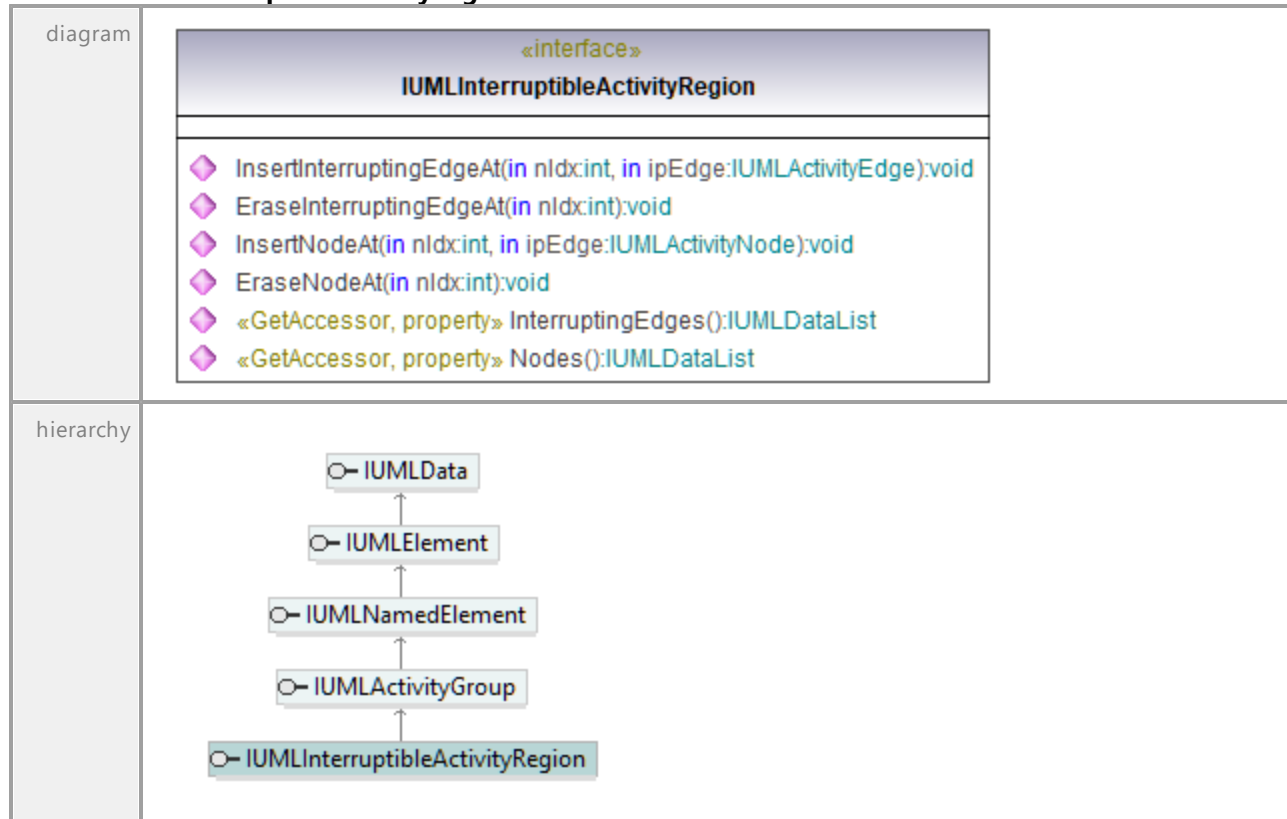 diagram
«interface»
IUMLInterruptibleActivityRegion
InsertInterruptingEdgeAt(in nIdx:int, in ipEdge:IUMLActivityEdge):void
EraseInterruptingEdgeAt(in nIdx:int):void
InsertNodeAt(in nIdx:int, in ipEdge:IUMLActivityNode):void
EraseNodeAt(in nIdx:int):void
«GetAccessor, property» InterruptingEdges():IUMLDataList
«GetAccessor, property» Nodes():IUMLDataList
hierarchy
IUMLData
IUMLElement
IUMLNamedElement
IUMLActivityGroup
IUMLInterruptibleActivityRegion